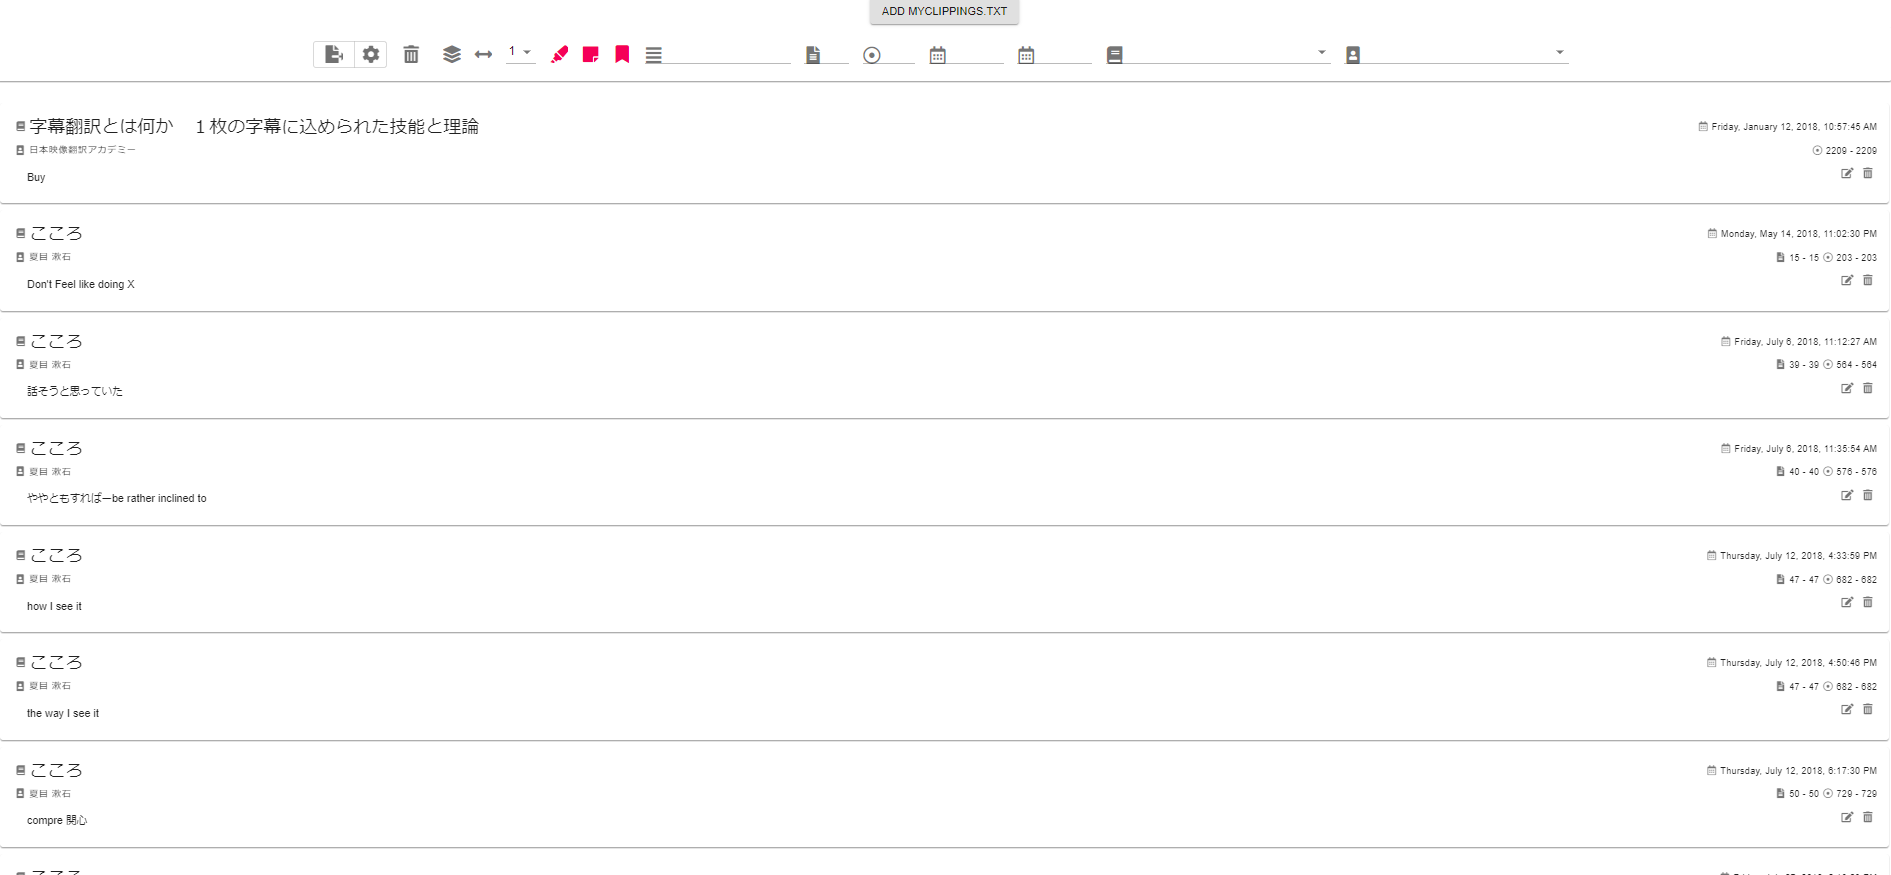 ADD MYCLIPPINGS.TXT
1
字幕翻訳とは何か　１枚の字幕に込められた技能と理論
Friday, January 12, 2018, 10:57:45 AM
日本映像翻訳アカデミー
2209 - 2209
Buy
こころ
Monday, May 14, 2018, 11:02:30 PM
夏目 漱石
15 - 15 203 - 203
Don't Feel like doing X
こころ
Friday, July 6, 2018, 11:12:27 AM
夏目 漱石
39 - 39 564 - 564
話そうと思っていた
こころ
Friday, July 6, 2018, 11:35:54 AM
夏目 漱石
40 - 40 576 - 576
ややともすればーbe rather inclined to
こころ
Thursday, July 12, 2018, 4:33:59 PM
夏目 漱石
47 - 47 682 - 682
how I see it
こころ
Thursday, July 12, 2018, 4:50:46 PM
夏目 漱石
47 - 47 682 - 682
the way I see it
こころ
Thursday, July 12, 2018, 6:17:30 PM
夏目 漱石
50 - 50 729 - 729
compre 関心
こころ